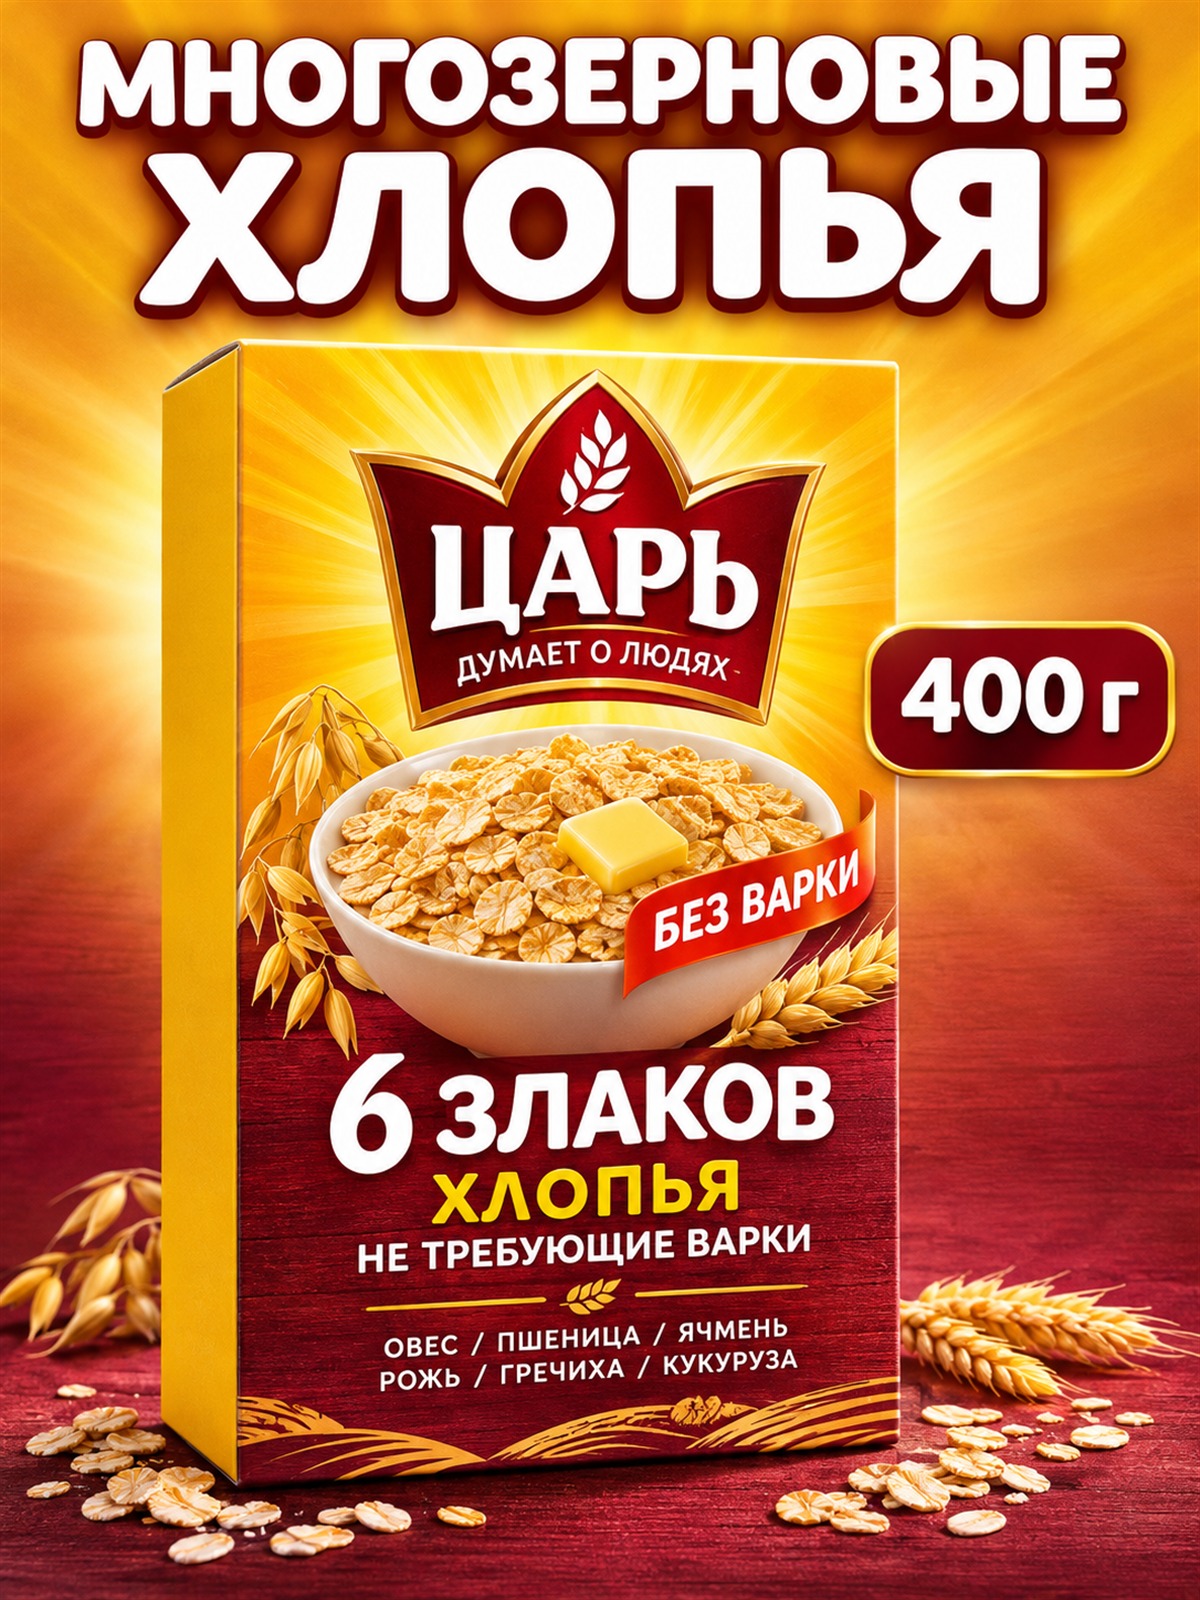 МНОГОЗЕРНОВЫЕ
ХЛОПЬЯ
ЦАРЬ
ДУМАЕТ О ЛЮДЯХ
400 г
БЕЗ ВАРКИ
6 ЗЛАКОВ
ХЛОПЬЯ
НЕ ТРЕБУЮЩИЕ ВАРКИ
ОВЕС / ПШЕНИЦА / ЯЧМЕНЬ
РОЖЬ / ГРЕЧИХА / КУКУРУЗА